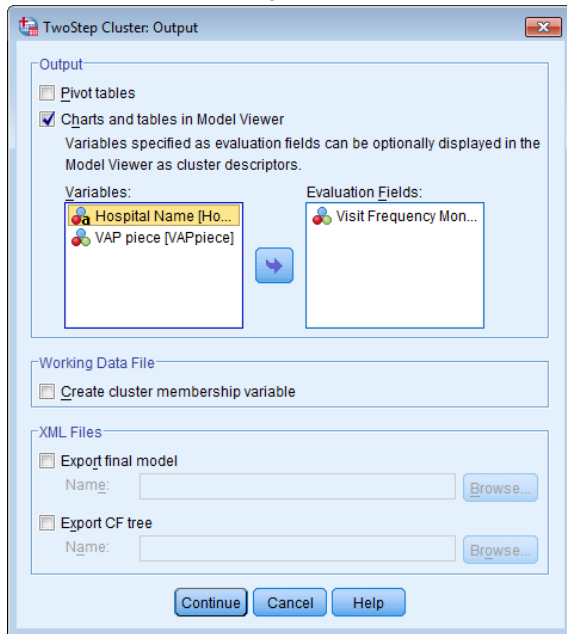 TwoStep Cluster: Output
Output
Pivot tables
Charts and tables in Model Viewer
Variables specified as evaluation fields can be optionally displayed in the
Model Viewer as cluster descriptors.
Variables:
Evaluation Fields:
Hospital Name [Ho...
VAP piece [VAPpiece]
Visit Frequency Mon...
Working Data File
Create cluster membership variable
XML Files
Export final model
Name:
Browse...
Export CF tree
Name:
Browse...
Continue Cancel Help